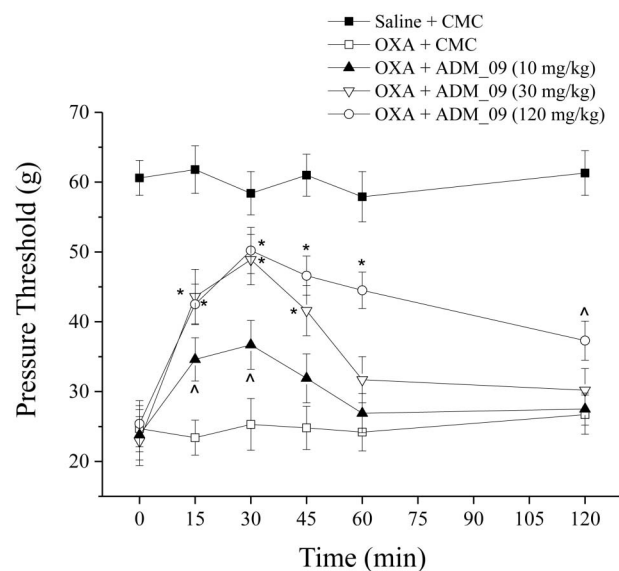 Saline + CMC
OXA + CMC
OXA + ADM_09 (10 mg/kg)
OXA + ADM_09 (30 mg/kg)
OXA + ADM_09 (120 mg/kg)
Pressure Threshold (g)
70
60
50
40
30
20
* * * * * * *
^ ^ ^
0 15 30 45 60 75 90 105 120
Time (min)